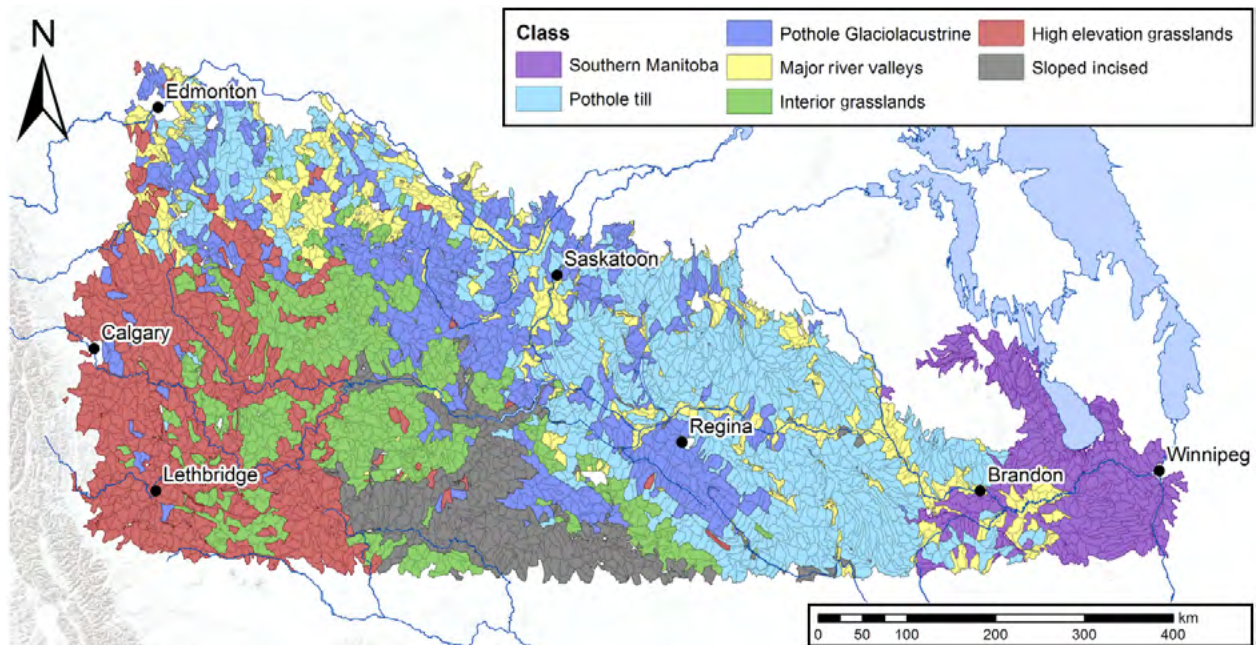 N
Class
Southern Manitoba
Pothole till
Pothole Glaciolacustrine
Major river valleys
Interior grasslands
High elevation grasslands
Sloped incised
Edmonton
Saskatoon
Calgary
Regina
Lethbridge
Brandon
Winnipeg
km
0 50 100 200 300 400